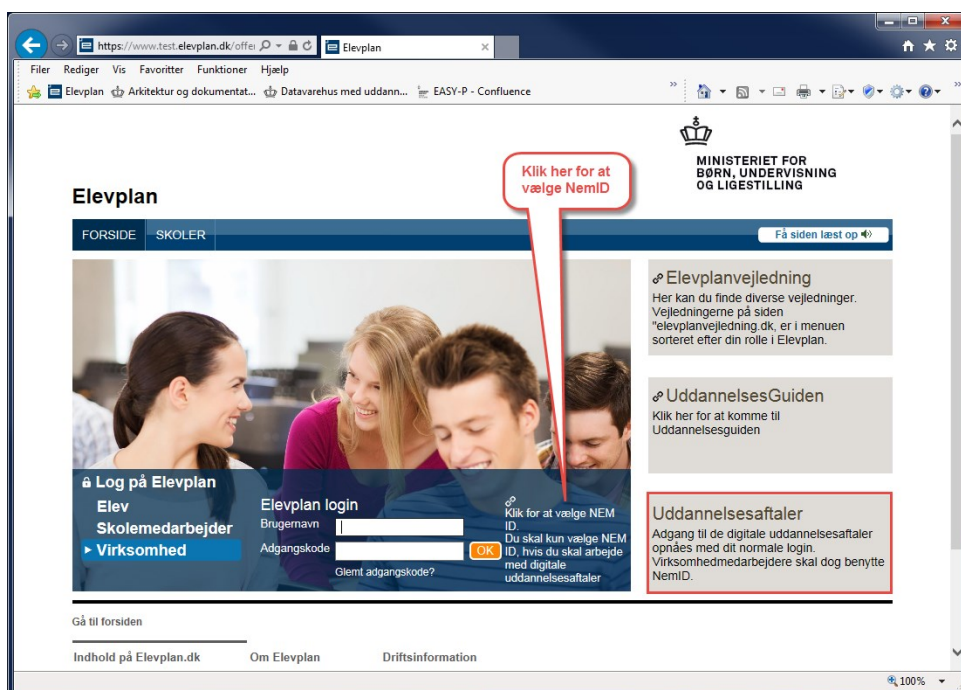 https://www.test.elevplan.dk/offei
Elevplan
Filer Rediger Vis Favoritter Funktioner Hjælp
Elevplan Arkitektur og dokumentat... Datavarehus med uddann... EASY-P - Confluence
MINISTERIET FOR
BØRN, UNDERVISNING
OG LIGESTILLING
Klik her for at
vælge NemID
Elevplan
FORSIDE SKOLER
Få siden læst op
Elevplanvejledning
Her kan du finde diverse vejledninger.
Vejledningerne på siden
"elevplanvejledning.dk, er i menuen
sorteret efter din rolle i Elevplan.
UddannelsesGuiden
Klik her for at komme til
Uddannelsesguiden
Log på Elevplan
Elev
Skolemedarbejder
Virksomhed
Elevplan login
Brugernavn
Adgangskode
OK
Glemt adgangskode?
Klik for at vælge NEM
ID.
Du skal kun vælge NEM
ID, hvis du skal arbejde
med digitale
uddannelsesaftaler
Uddannelsesaftaler
Adgang til de digitale uddannelsesaftaler
opnåes med dit normale login.
Virksomhedmedarbejdere skal dog benytte
NemID.
Gå til forsiden
Indhold på Elevplan.dk Om Elevplan Driftsinformation
100%